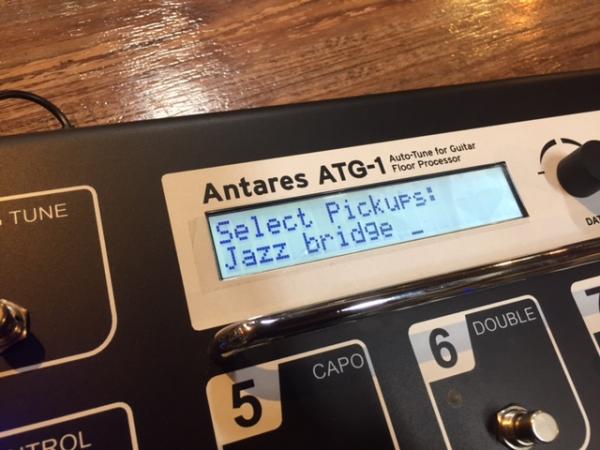 Antares ATG-1 Auto-Tune for Guitar
Floor Processor
Select Pickups:
Jazz bridge _
TUNE
5
CAPO
6
DOUBLE
7